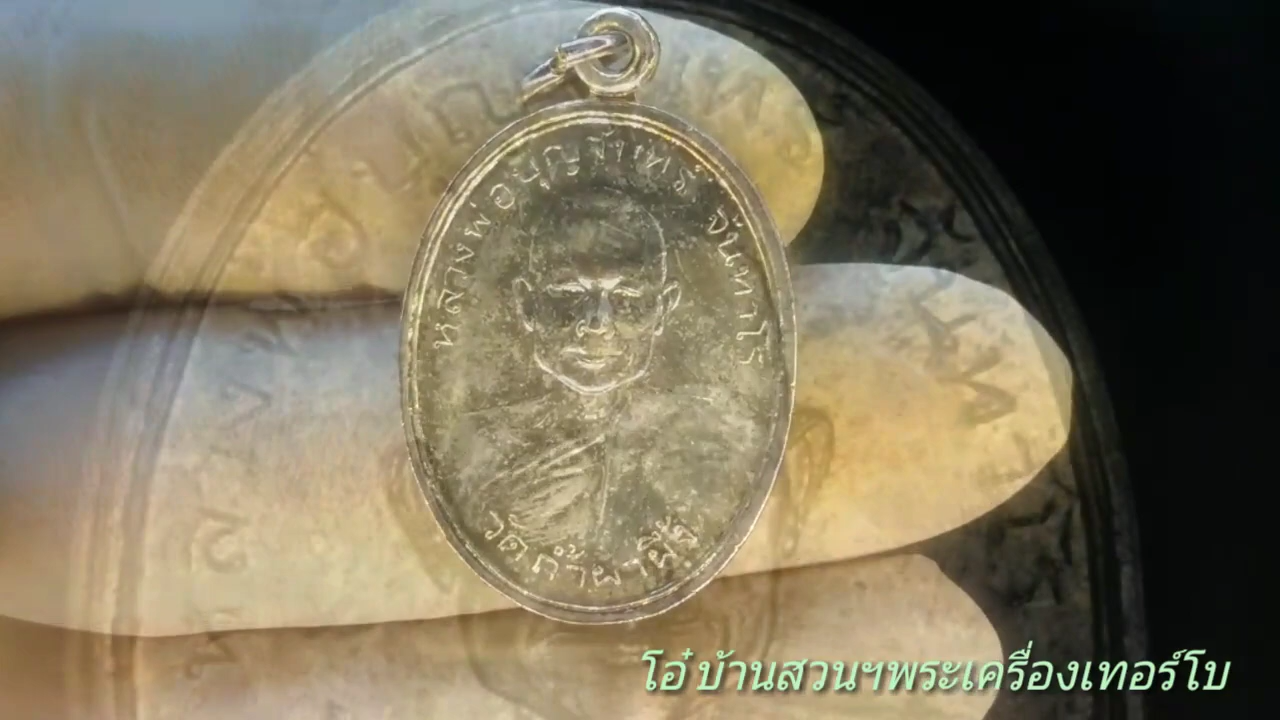 หลวงพ่อบุญจันทร์ จันทาโร
วัดถ้ำผาผึ้ง
โอ๋ บ้านสวนฯพระเครื่องเทอร์โบ